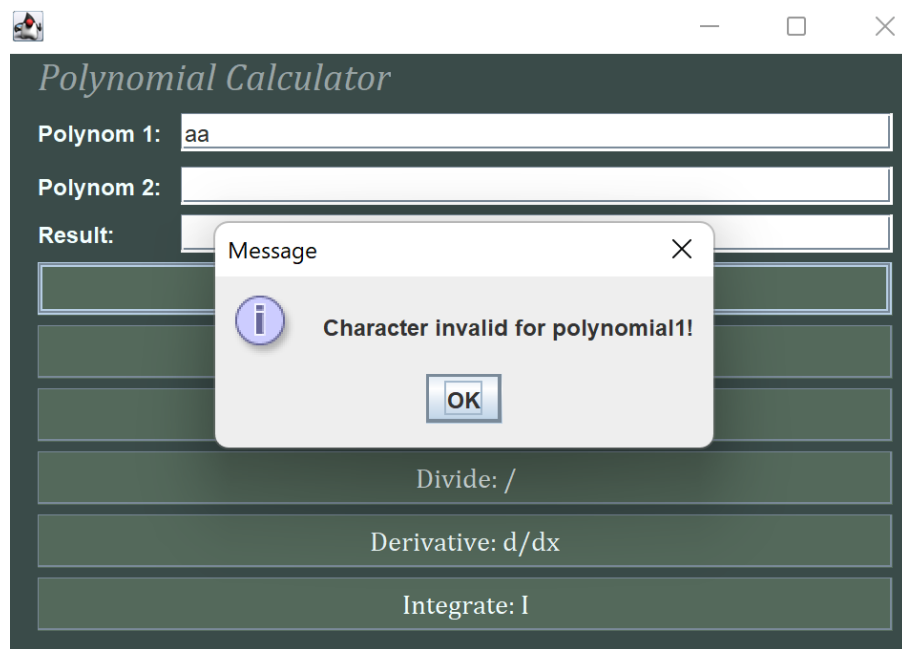 Polynomial Calculator
Polynom 1: aa
Polynom 2:
Result:
Message
i
Character invalid for polynomial1!
OK
Divide: /
Derivative: d/dx
Integrate: I